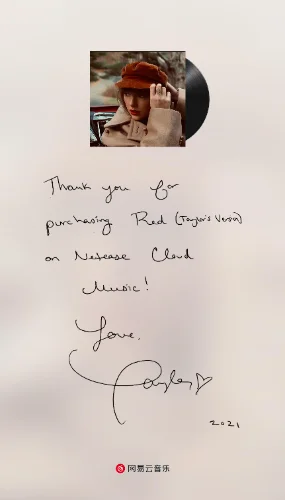 Thank you for
purchasing Red (Taylor's Version)
on Netease Cloud
Music!
Love,
Taylor
2021
网易云音乐